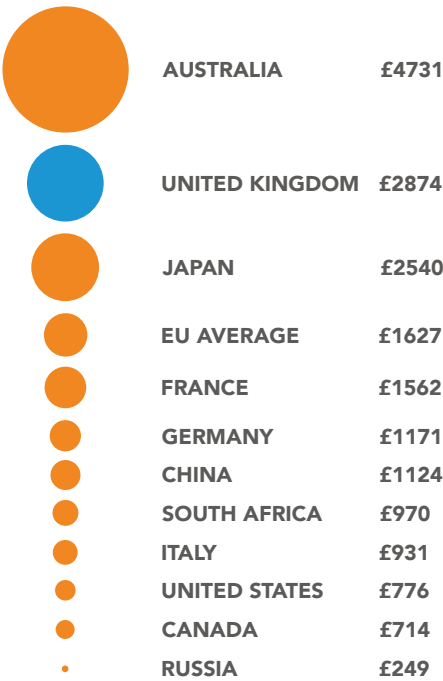 AUSTRALIA £4731
UNITED KINGDOM £2874
JAPAN £2540
EU AVERAGE £1627
FRANCE £1562
GERMANY £1171
CHINA £1124
SOUTH AFRICA £970
ITALY £931
UNITED STATES £776
CANADA £714
RUSSIA £249